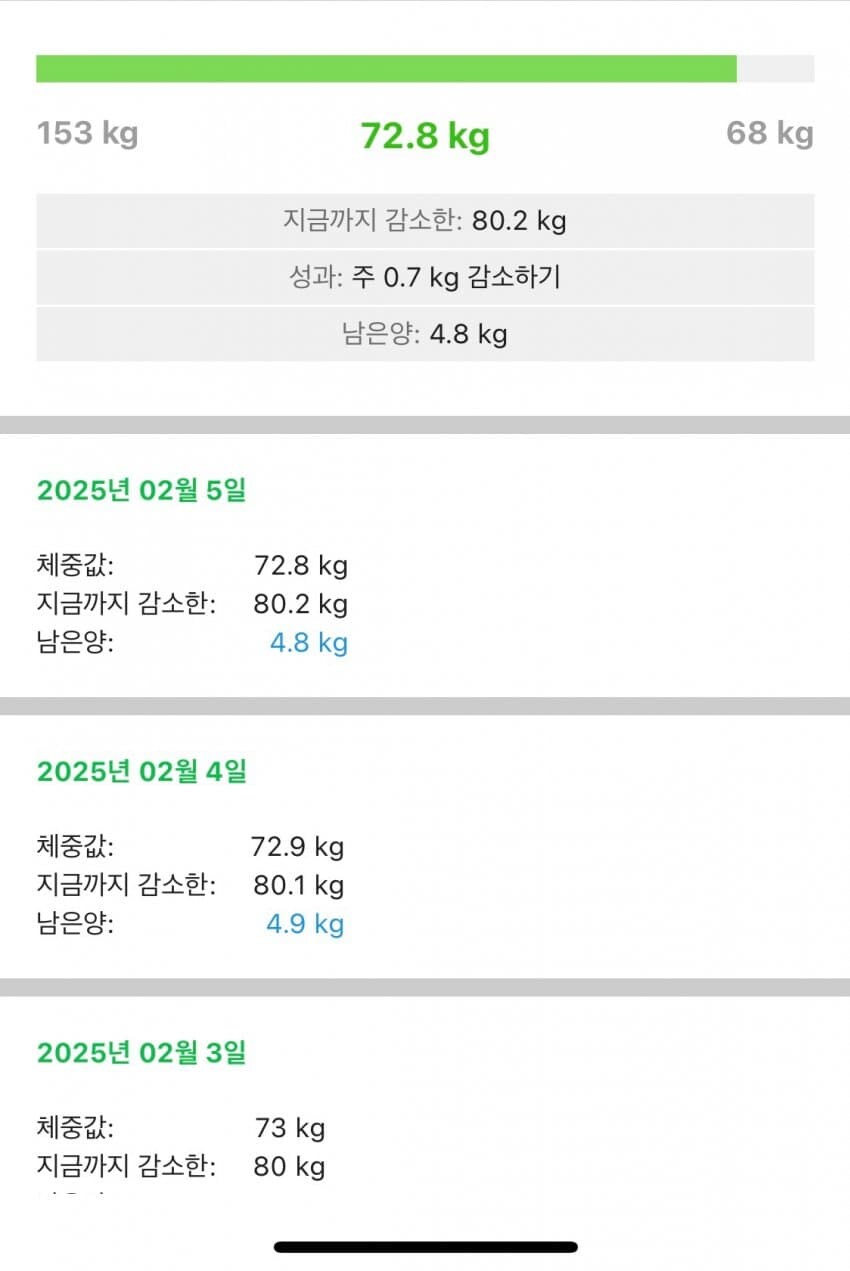 153 kg 72.8 kg 68 kg
지금까지 감소한: 80.2 kg
성과: 주 0.7 kg 감소하기
남은양: 4.8 kg
2025년 02월 5일
체중값: 72.8 kg
지금까지 감소한: 80.2 kg
남은양: 4.8 kg
2025년 02월 4일
체중값: 72.9 kg
지금까지 감소한: 80.1 kg
남은양: 4.9 kg
2025년 02월 3일
체중값: 73 kg
지금까지 감소한: 80 kg